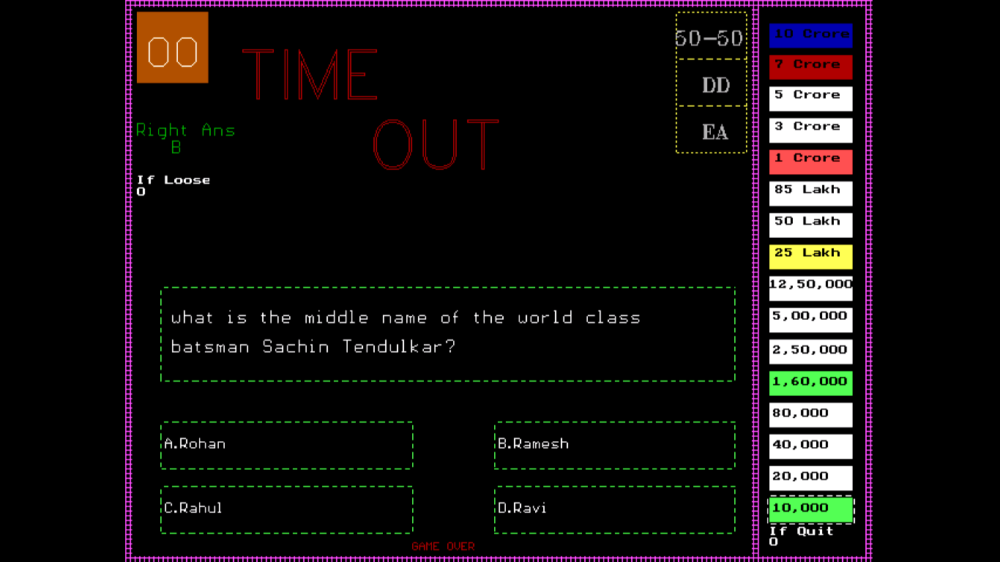 00
TIME
OUT
Right Ans
B
If Loose
0
50-50
DD
EA
what is the middle name of the world class
batsman Sachin Tendulkar?
A.Rohan
B.Ramesh
C.Rahul
D.Ravi
GAME OVER
10 Crore
7 Crore
5 Crore
3 Crore
1 Crore
85 Lakh
50 Lakh
25 Lakh
12,50,000
5,00,000
2,50,000
1,60,000
80,000
40,000
20,000
10,000
If Quit
0